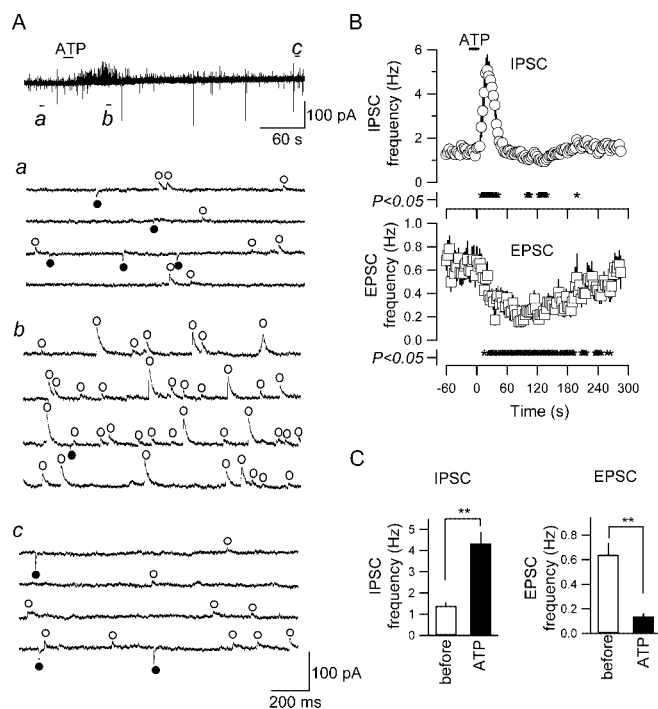 A
ATP
c
a
b
100 pA
60 s
a
b
c
100 pA
200 ms
B
ATP
IPSC
IPSC
frequency (Hz)
6
4
2
0
P<0.05
*
EPSC
EPSC
frequency (Hz)
1.0
0.8
0.6
0.4
0.2
0.0
P<0.05
-60 0 60 120 180 240 300
Time (s)
C
IPSC
**
IPSC
frequency (Hz)
5
4
3
2
1
0
before
ATP
EPSC
**
EPSC
frequency (Hz)
0.8
0.6
0.4
0.2
0.0
before
ATP